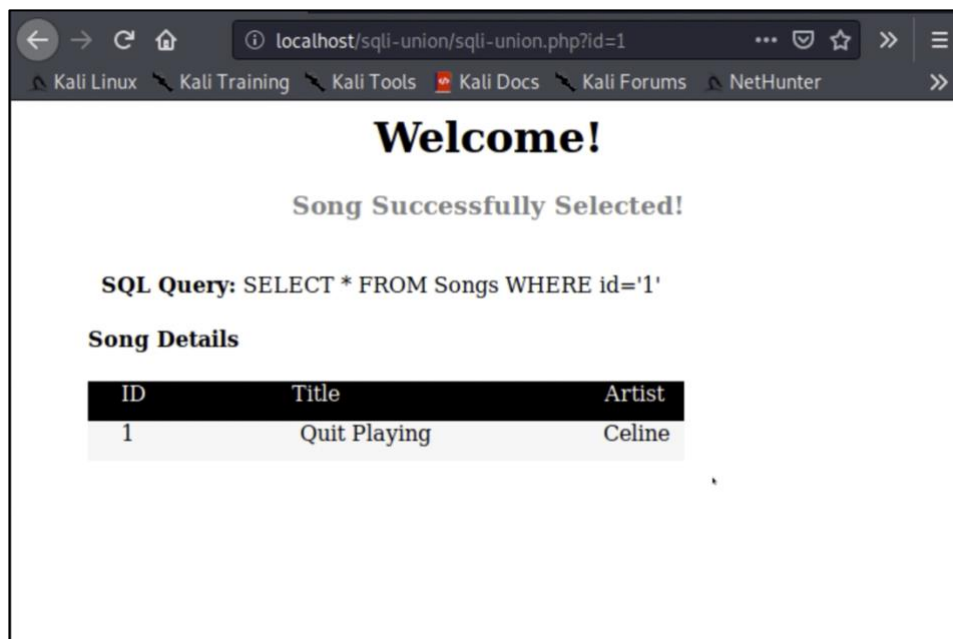 localhost/sqli-union/sqli-union.php?id=1
Kali Linux Kali Training Kali Tools Kali Docs Kali Forums NetHunter
Welcome!
Song Successfully Selected!
SQL Query: SELECT * FROM Songs WHERE id='1'
Song Details
ID Title Artist
1 Quit Playing Celine